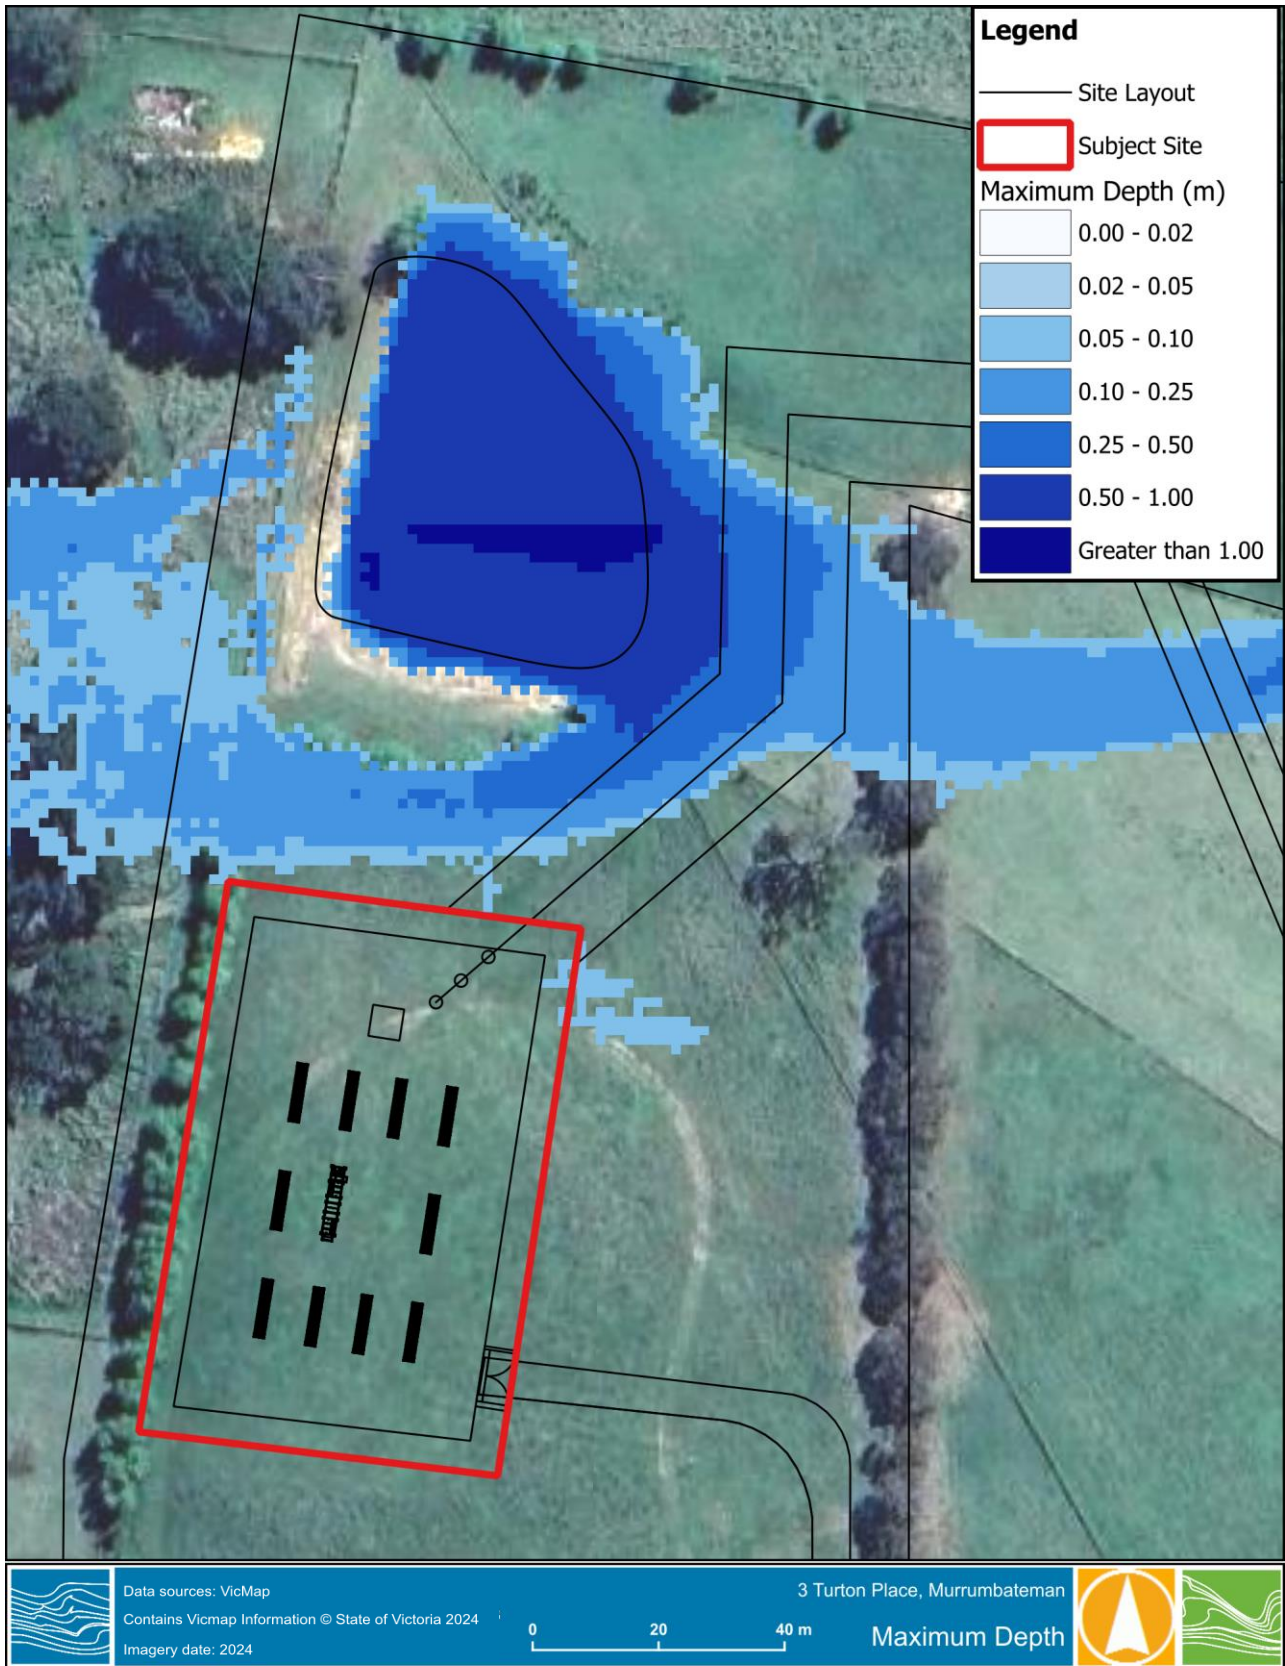 Legend
Site Layout
Subject Site
Maximum Depth (m)
0.00 - 0.02
0.02 - 0.05
0.05 - 0.10
0.10 - 0.25
0.25 - 0.50
0.50 - 1.00
Greater than 1.00
Data sources: VicMap
Contains Vicmap Information © State of Victoria 2024
Imagery date: 2024
0 20 40 m
3 Turton Place, Murrumbateman
Maximum Depth